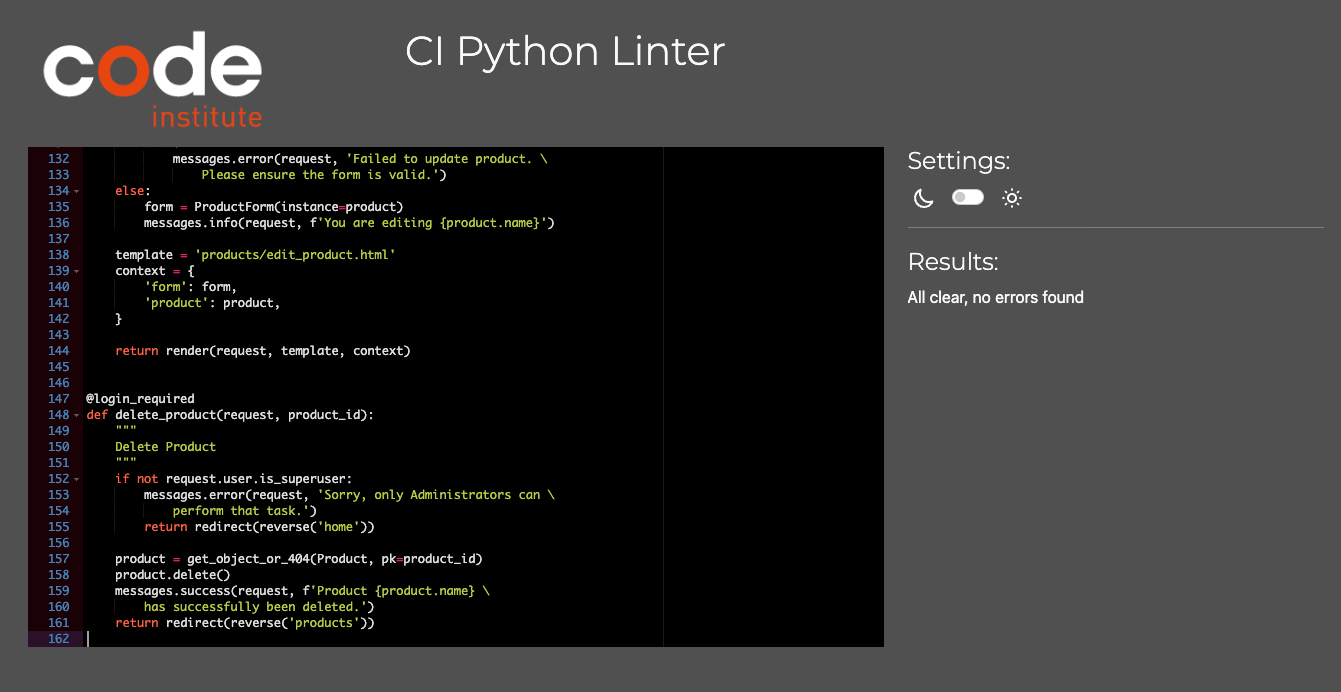 code
institute
CI Python Linter
132 messages.error(request, 'Failed to update product. \
133 Please ensure the form is valid.')
134 else:
135 form = ProductForm(instance=product)
136 messages.info(request, f'You are editing {product.name}')
137
138 template = 'products/edit_product.html'
139 context = {
140 'form': form,
141 'product': product,
142 }
143
144 return render(request, template, context)
145
146
147 @login_required
148 def delete_product(request, product_id):
149 """
150 Delete Product
151 """
152 if not request.user.is_superuser:
153 messages.error(request, 'Sorry, only Administrators can \
154 perform that task.')
155 return redirect(reverse('home'))
156
157 product = get_object_or_404(Product, pk=product_id)
158 product.delete()
159 messages.success(request, f'Product {product.name} \
160 has successfully been deleted.')
161 return redirect(reverse('products'))
162
Settings:
Results:
All clear, no errors found